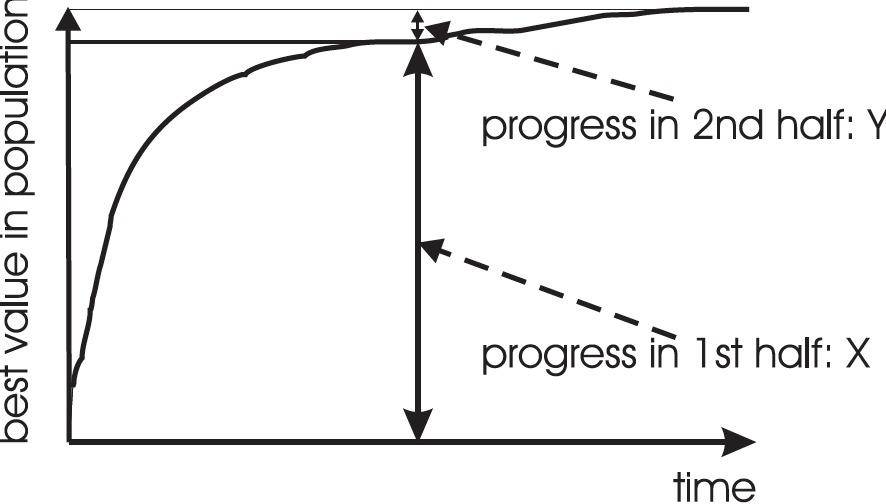 best value in population
progress in 2nd half: Y
progress in 1st half: X
time